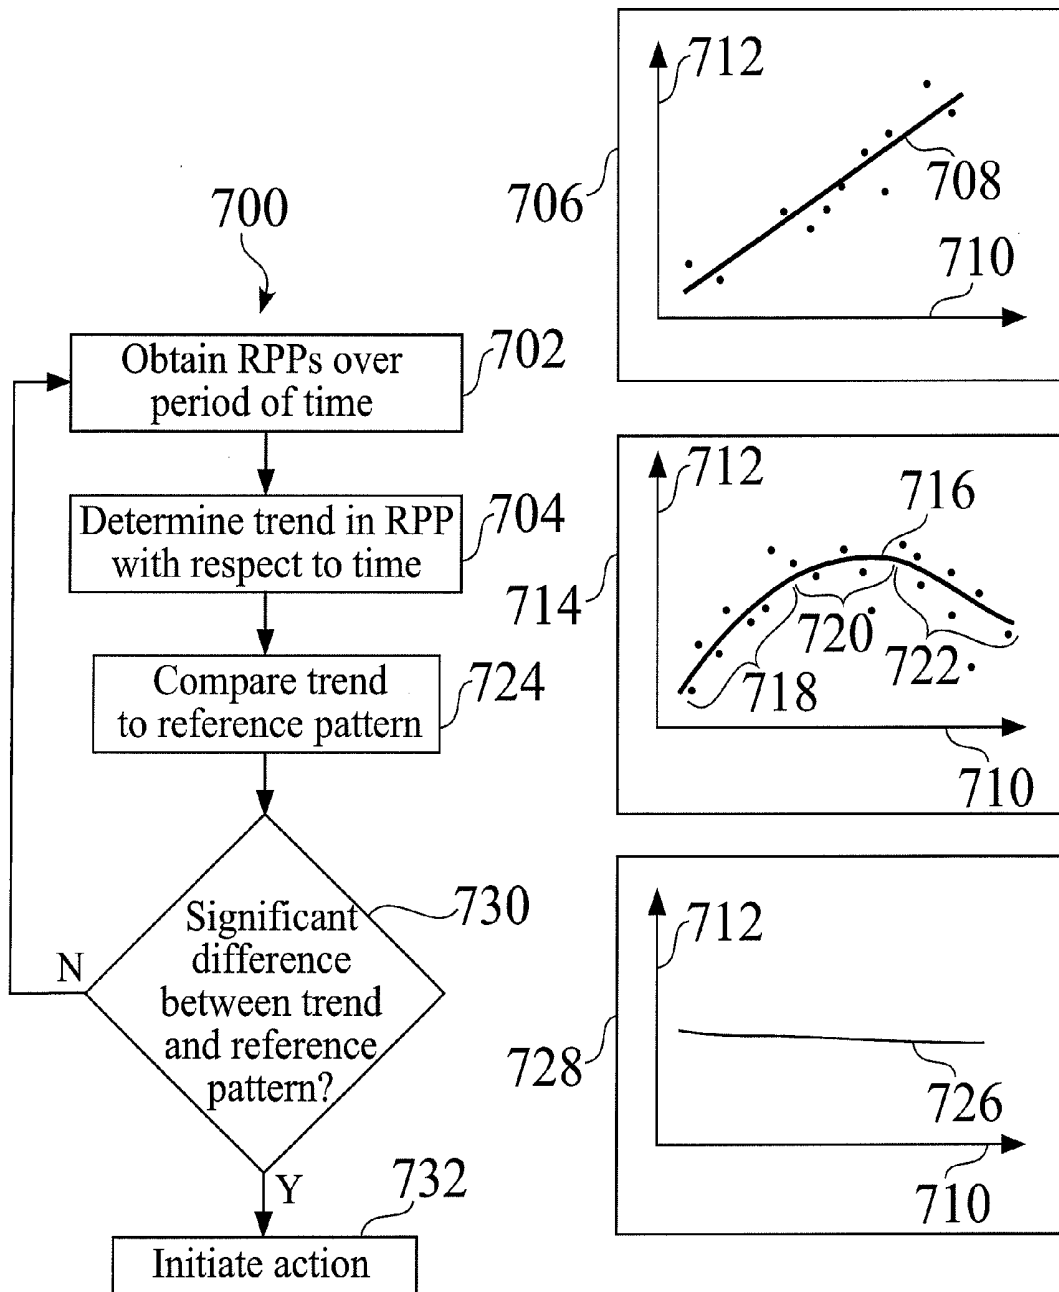 700
Obtain RPPs over
period of time
702
Determine trend in RPP
with respect to time
704
Compare trend
to reference pattern
724
Significant
difference
between trend
and reference
pattern?
730
N
Y
732
Initiate action
712
706
708
710
712
716
714
720
718
722
710
712
728
726
710